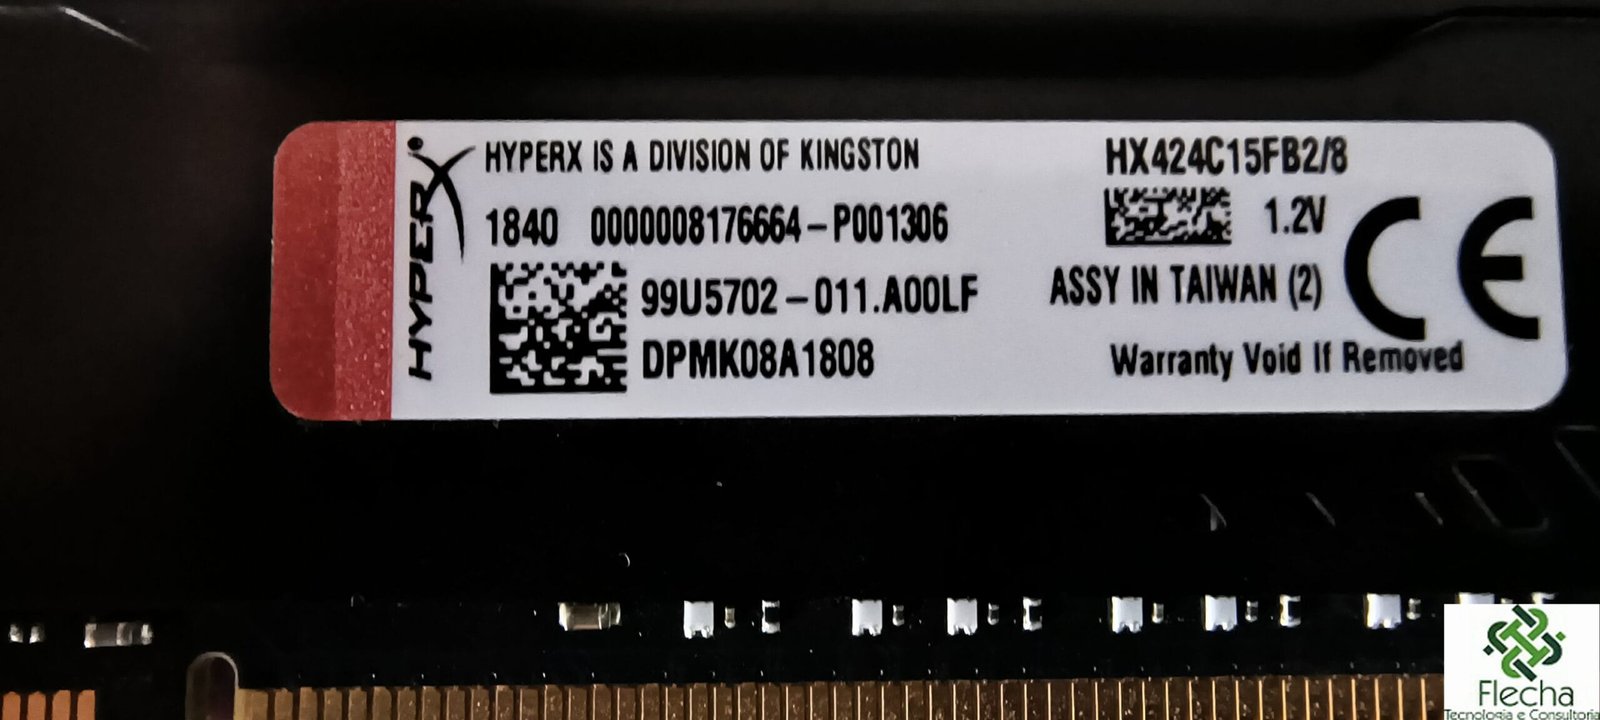 HYPERX
HYPERX IS A DIVISION OF KINGSTON
HX424C15FB2/8
1840 0000008176664-P001306
1.2V
99U5702-011.A00LF
ASSY IN TAIWAN (2)
DPMK08A1808
Warranty Void If Removed
CE
Flecha
Tecnologia e Consultoria